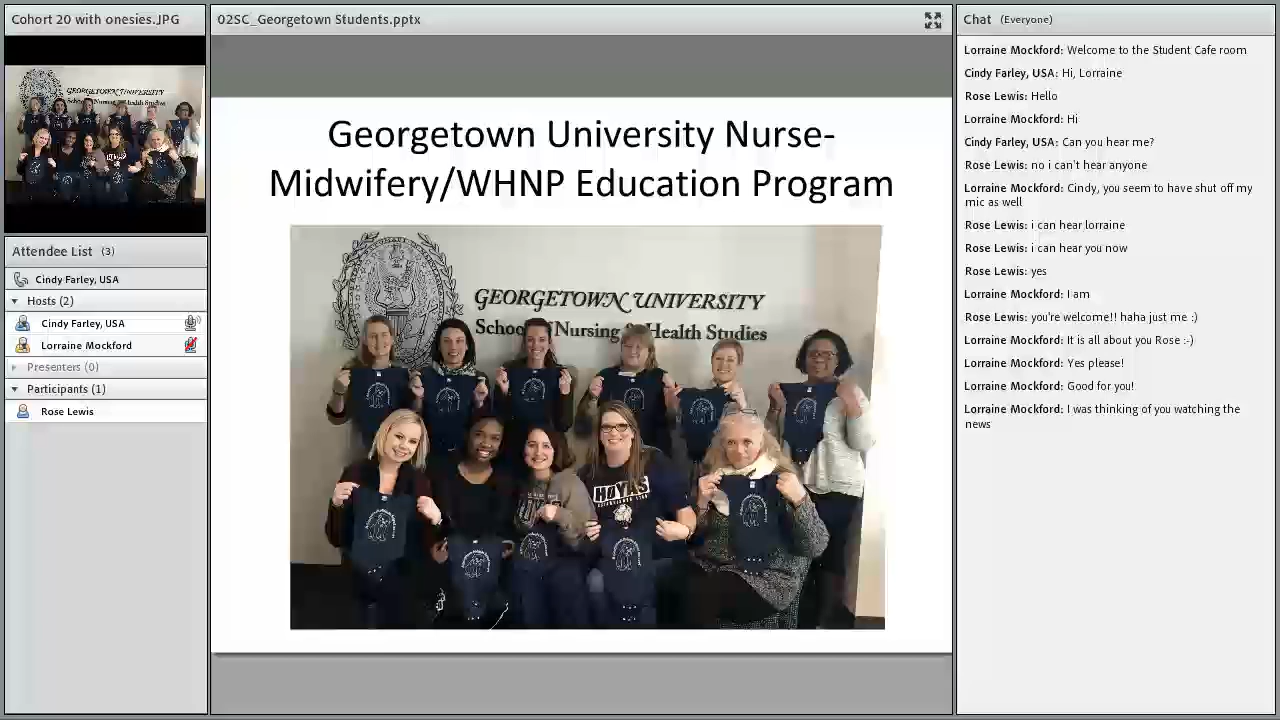 Cohort 20 with onesies.JPG
GEORGETOWN UNIVERSITY
Attendee List (3)
Cindy Farley, USA
Hosts (2)
Cindy Farley, USA
Lorraine Mockford
Presenters (0)
Participants (1)
Rose Lewis
02SC_Georgetown Students.pptx
Georgetown University Nurse-
Midwifery/WHNP Education Program
GEORGETOWN UNIVERSITY
School of Nursing & Health Studies
HOYAS
Chat (Everyone)
Lorraine Mockford: Welcome to the Student Cafe room
Cindy Farley, USA: Hi, Lorraine
Rose Lewis: Hello
Lorraine Mockford: Hi
Cindy Farley, USA: Can you hear me?
Rose Lewis: no i can't hear anyone
Lorraine Mockford: Cindy, you seem to have shut off my
mic as well
Rose Lewis: i can hear lorraine
Rose Lewis: i can hear you now
Rose Lewis: yes
Lorraine Mockford: I am
Rose Lewis: you're welcome!! haha just me :)
Lorraine Mockford: It is all about you Rose :-)
Lorraine Mockford: Yes please!
Lorraine Mockford: Good for you!
Lorraine Mockford: I was thinking of you watching the
news